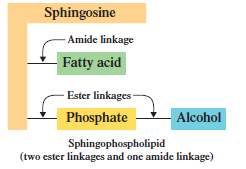 Sphingosine
Amide linkage
Fatty acid
Ester linkages
Phosphate
Alcohol
Sphingophospholipid
(two ester linkages and one amide linkage)